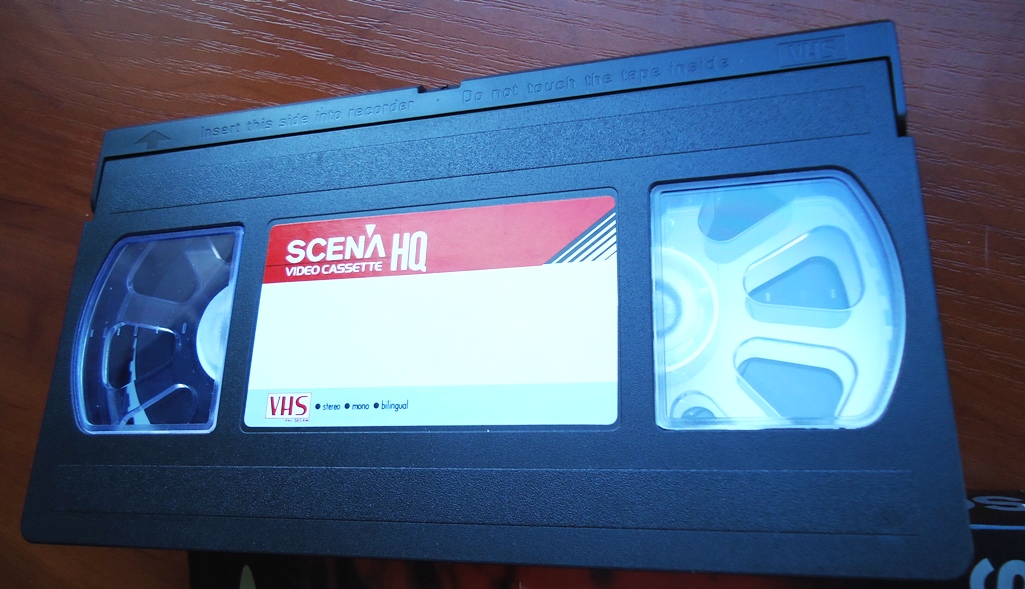 Insert this side into recorder
Do not touch the tape inside
VHS
SCENA HQ
VIDEO CASSETTE
VHS • stereo • mono • bilingual